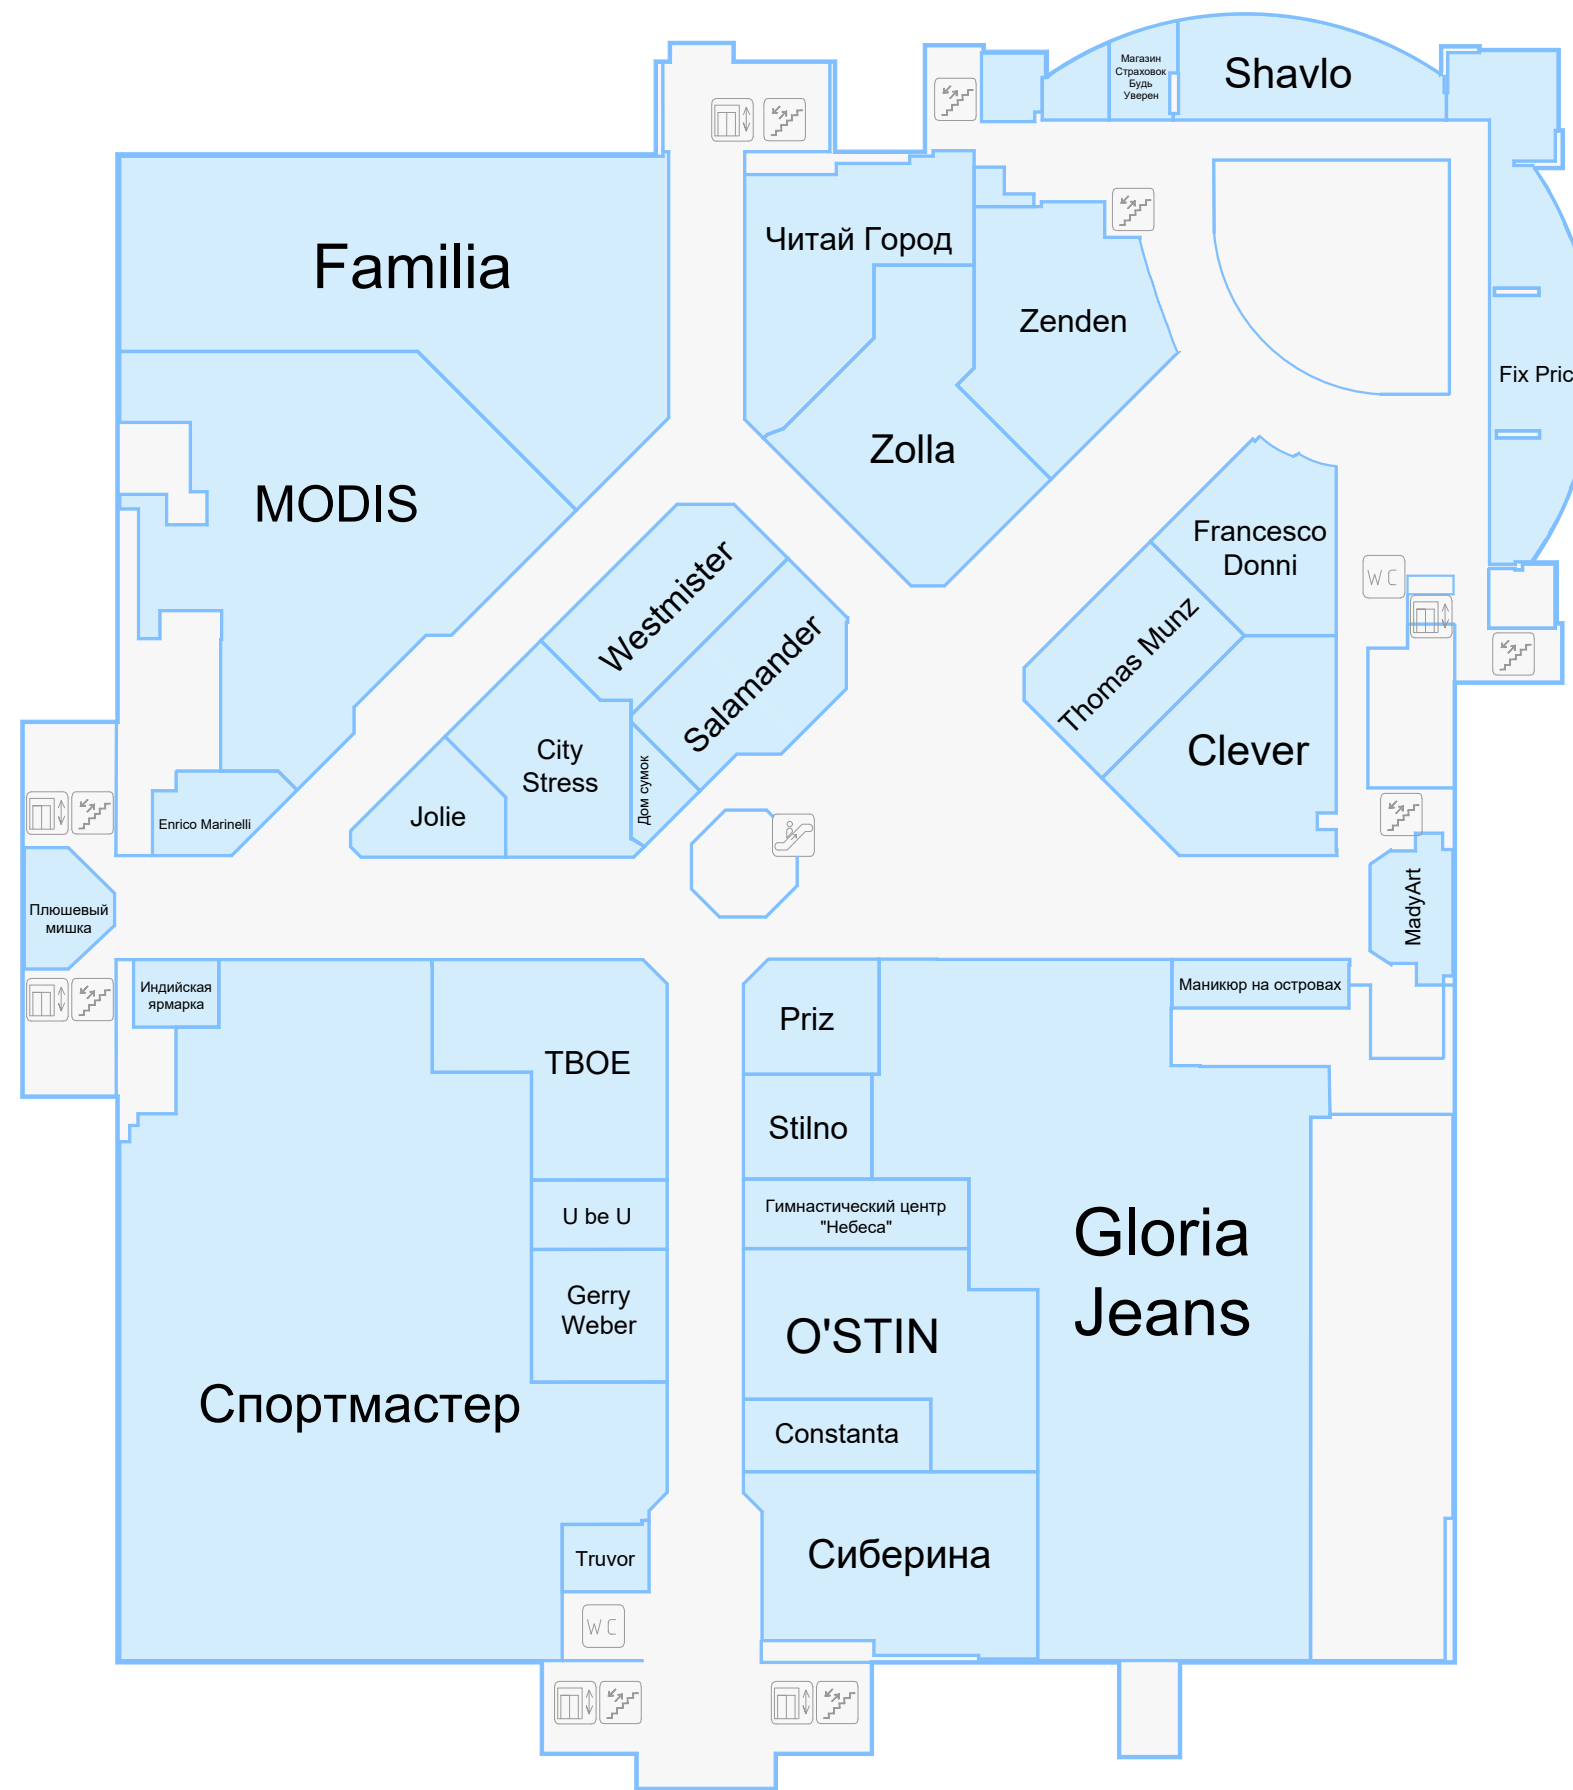 Магазин
Страховок
Будь
Уверен
Shavlo
Familia
Читай Город
Zenden
Fix Pric
MODIS
Zolla
Francesco
Donni
Westmister
WC
Salamander
Thomas Munz
City
Stress
Дом сумок
Clever
Jolie
Enrico Marinelli
Плюшевый
мишка
MadyArt
Индийская
ярмарка
ТВОЕ
Priz
Маникюр на островах
Stilno
U be U
Гимнастический центр
"Небеса"
Gloria
Jeans
Gerry
Weber
O'STIN
Спортмастер
Constanta
Сиберина
Truvor
WC